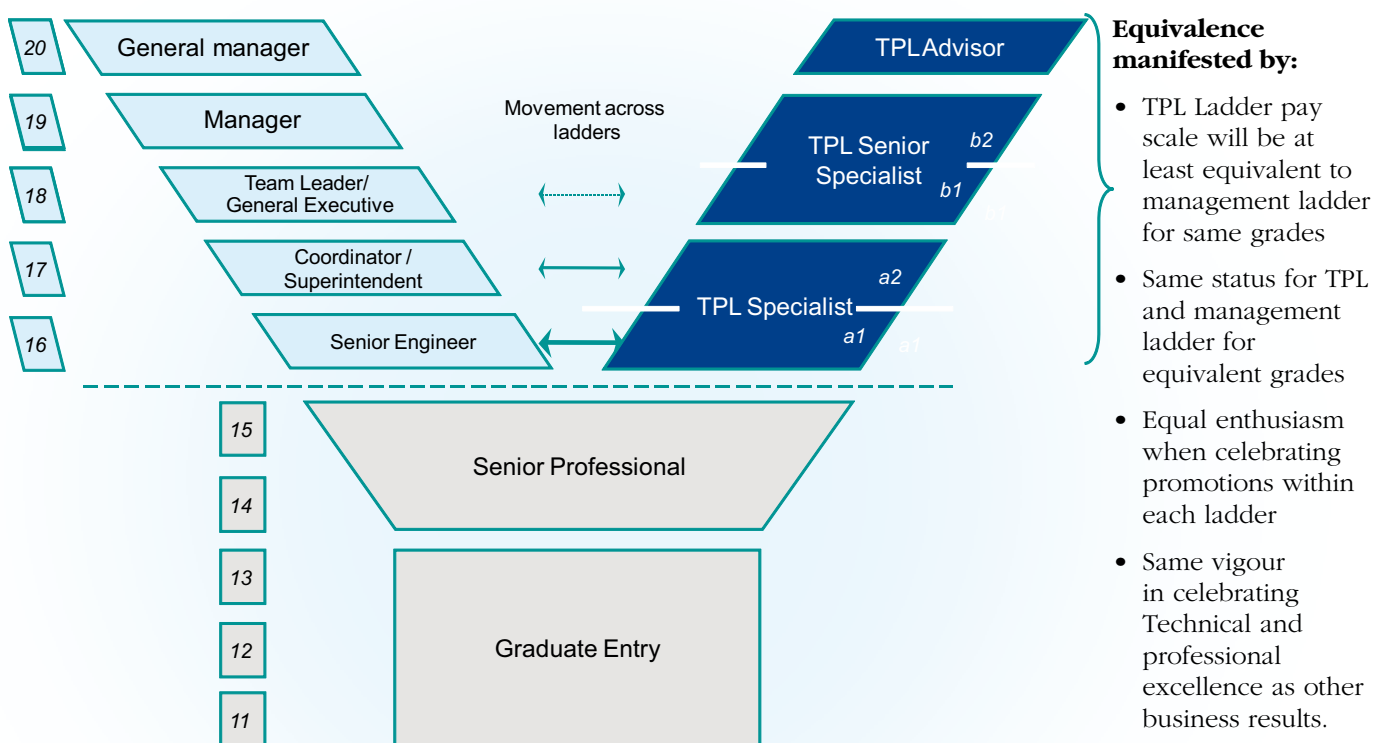 20
General manager
TPL Advisor
19
Manager
Movement across
ladders
TPL Senior
Specialist
b2
b1
a1
18
Team Leader/
General Executive
17
Coordinator /
Superintendent
a2
TPL Specialist
a1
a1
16
Senior Engineer
15
Senior Professional
14
13
12
Graduate Entry
11
Equivalence
manifested by:
• TPL Ladder pay
scale will be at
least equivalent to
management ladder
for same grades
• Same status for TPL
and management
ladder for
equivalent grades
• Equal enthusiasm
when celebrating
promotions within
each ladder
• Same vigour
in celebrating
Technical and
professional
excellence as other
business results.